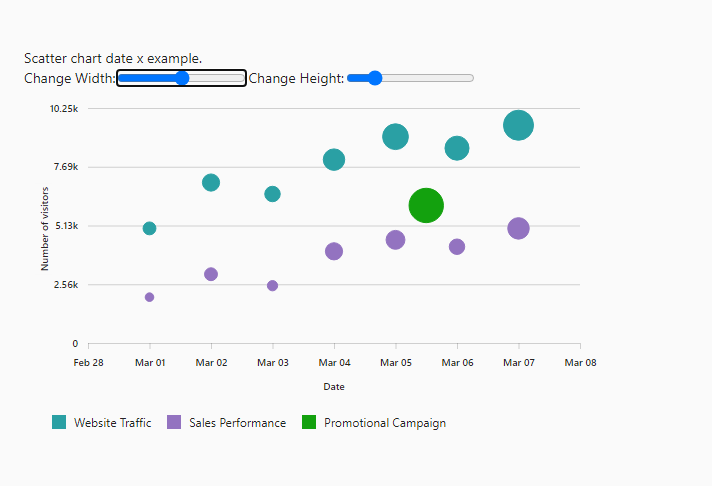 Scatter chart date x example.
Change Width: Change Height:
10.25k
7.69k
5.13k
2.56k
0
Number of visitors
Feb 28 Mar 01 Mar 02 Mar 03 Mar 04 Mar 05 Mar 06 Mar 07 Mar 08
Date
Website Traffic Sales Performance Promotional Campaign